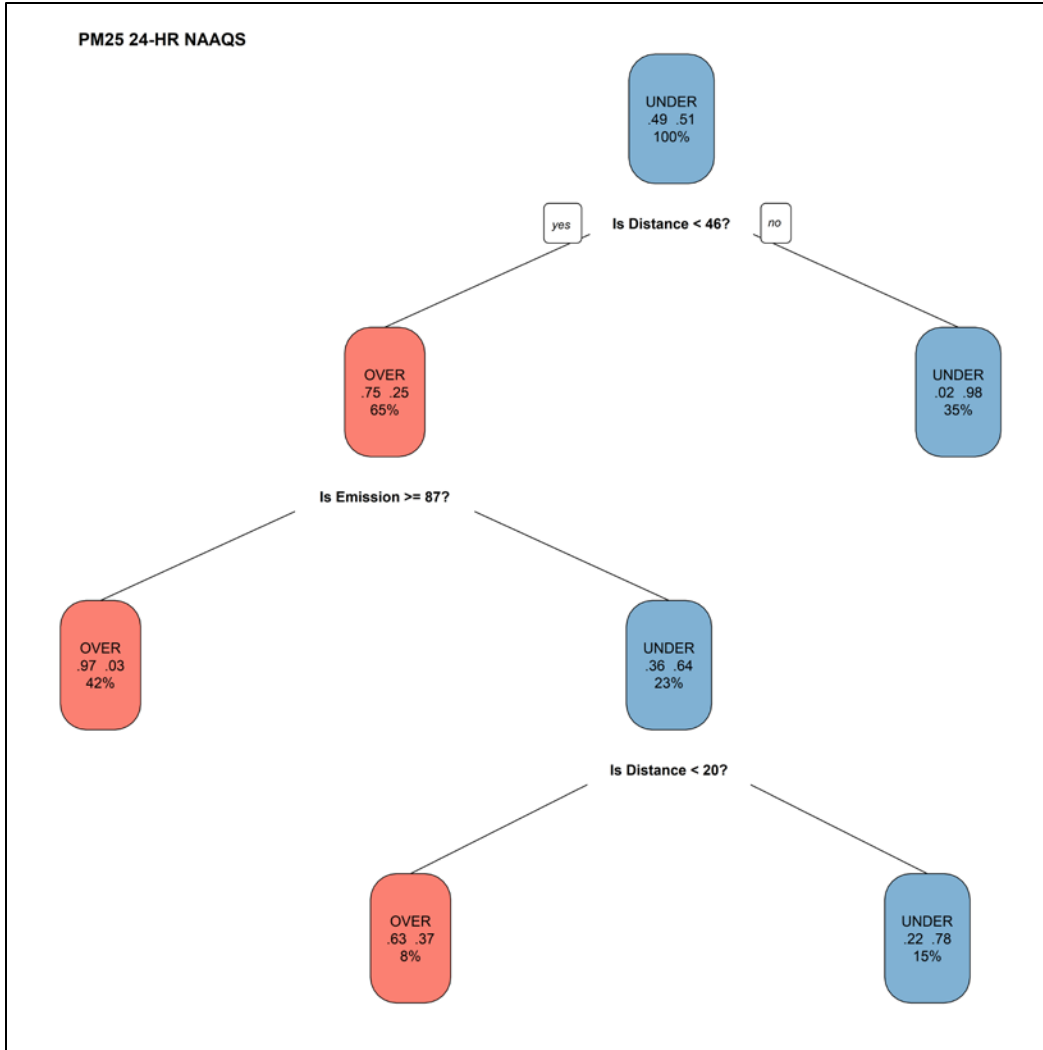 PM25 24-HR NAAQS
UNDER
.49 .51
100%
yes
Is Distance < 46?
no
OVER
.75 .25
65%
UNDER
.02 .98
35%
Is Emission >= 87?
OVER
.97 .03
42%
UNDER
.36 .64
23%
Is Distance < 20?
OVER
.63 .37
8%
UNDER
.22 .78
15%